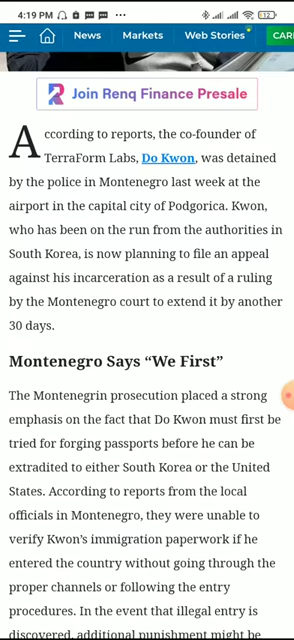 4:19 PM
12
News Markets Web Stories CAR
Join Renq Finance Presale
According to reports, the co-founder of
TerraForm Labs, Do Kwon, was detained
by the police in Montenegro last week at the
airport in the capital city of Podgorica. Kwon,
who has been on the run from the authorities in
South Korea, is now planning to file an appeal
against his incarceration as a result of a ruling
by the Montenegro court to extend it by another
30 days.
Montenegro Says “We First”
The Montenegrin prosecution placed a strong
emphasis on the fact that Do Kwon must first be
tried for forging passports before he can be
extradited to either South Korea or the United
States. According to reports from the local
officials in Montenegro, they were unable to
verify Kwon’s immigration paperwork if he
entered the country without going through the
proper channels or following the entry
procedures. In the event that illegal entry is
discovered, additional punishment might be